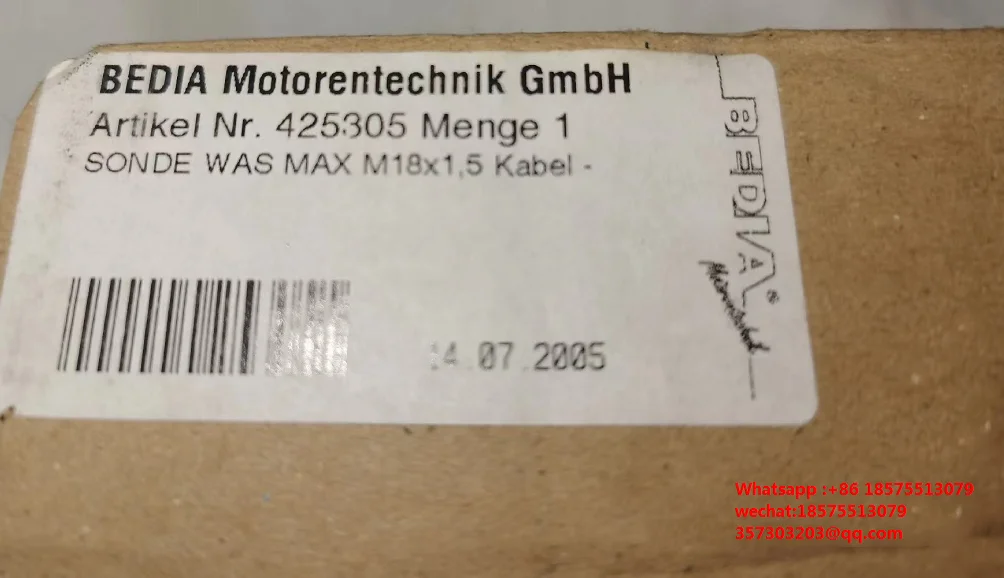 BEDIA Motorentechnik GmbH
Artikel Nr. 425305 Menge 1
SONDE WAS MAX M18x1,5 Kabel -
.07.2005
BEDIA®
Whatsapp :+86 18575513079
wechat:18575513079
357303203@qq.com